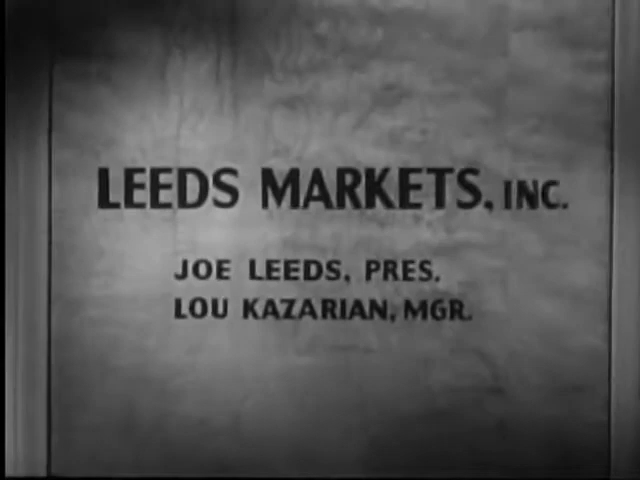 LEEDS MARKETS, INC.
JOE LEEDS, PRES.
LOU KAZARIAN, MGR.